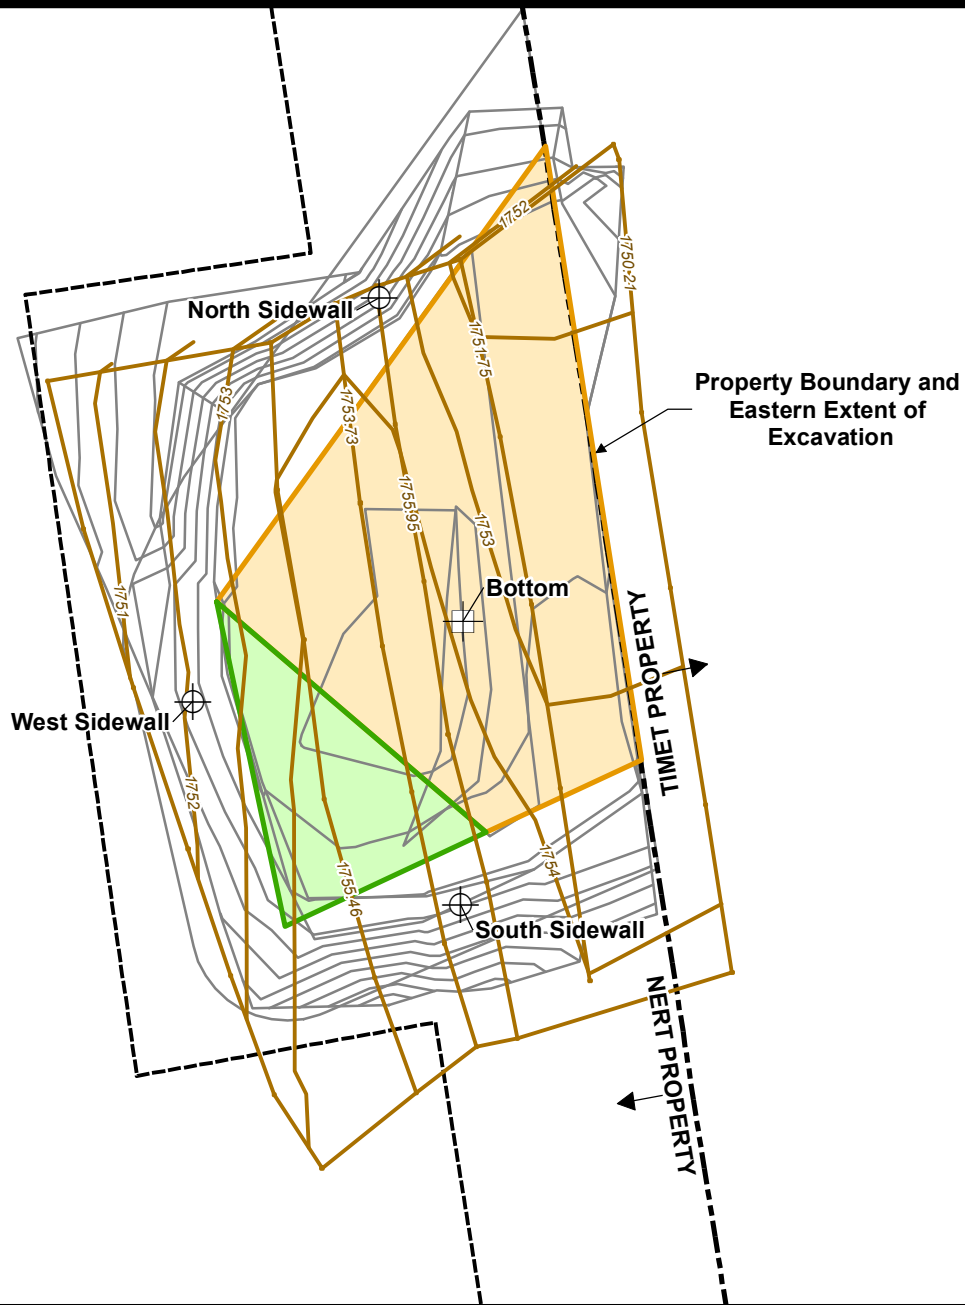 1752
1750.21
North Sidewall
1751.75
Property Boundary and
Eastern Extent of
Excavation
1753
1753.73
1755.95
1753
Bottom
1751
TIMET PROPERTY
West Sidewall
1752
1754
1755.46
South Sidewall
NERT PROPERTY